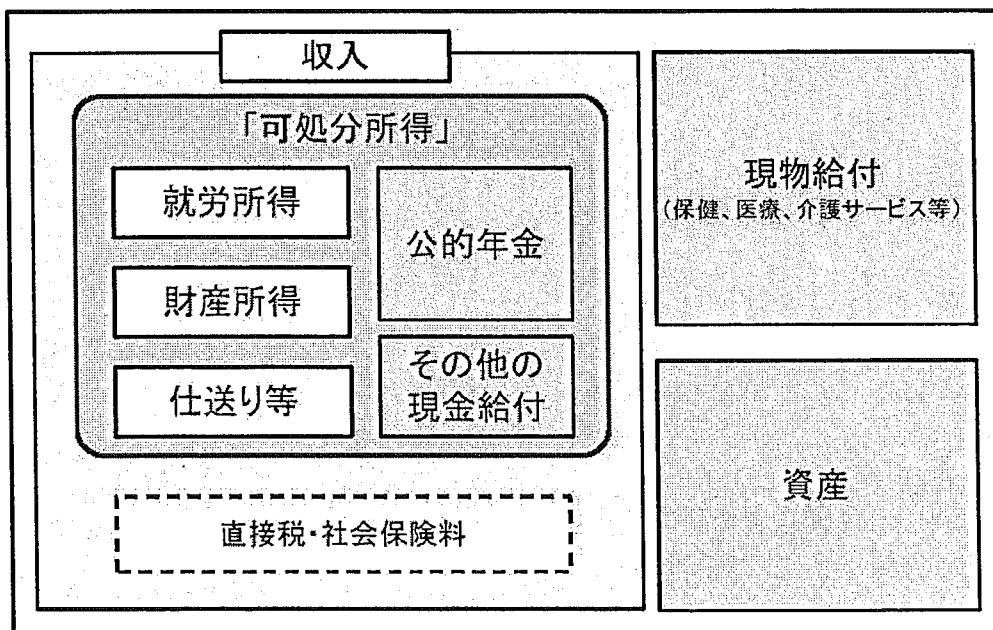 収入
「可処分所得」
就労所得
財産所得
仕送り等
公的年金
その他の
現金給付
直接税・社会保険料
現物給付
(保健、医療、介護サービス等)
資産